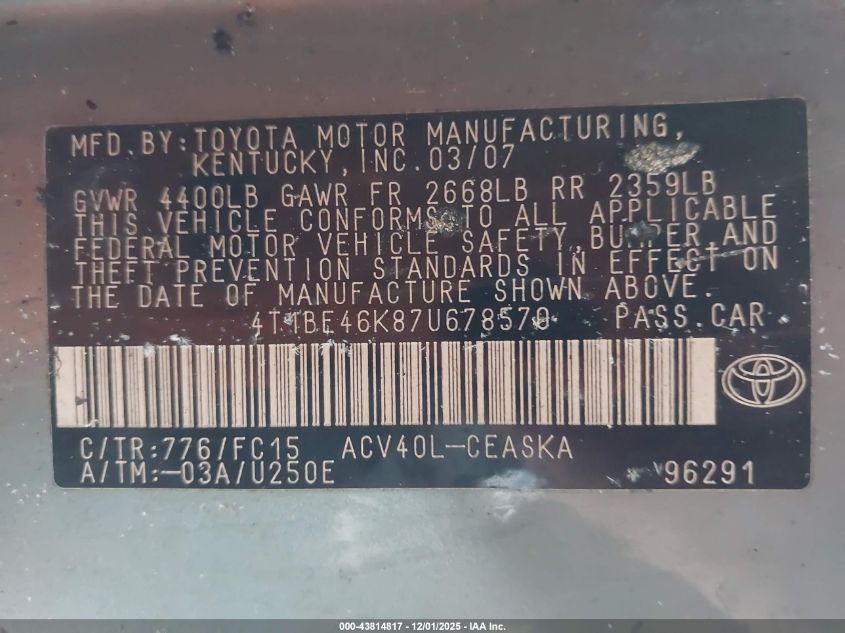 MFD.BY:TOYOTA MOTOR MANUFACTURING,
KENTUCKY,INC.03/07
GVWR 4400LB GAWR FR 2668LB RR 2359LB
THIS VEHICLE CONFORMS TO ALL APPLICABLE
FEDERAL MOTOR VEHICLE SAFETY,BUMPER,AND
THEFT PREVENTION STANDARDS IN EFFECT ON
THE DATE OF MANUFACTURE SHOWN ABOVE.
4T1BE46K87U678570 PASS.CAR
C/TR:776/FC15 ACV40L-CEASKA
A/TM:-03A/U250E 96291
000-43814817 - 12/01/2025 - IAA Inc.